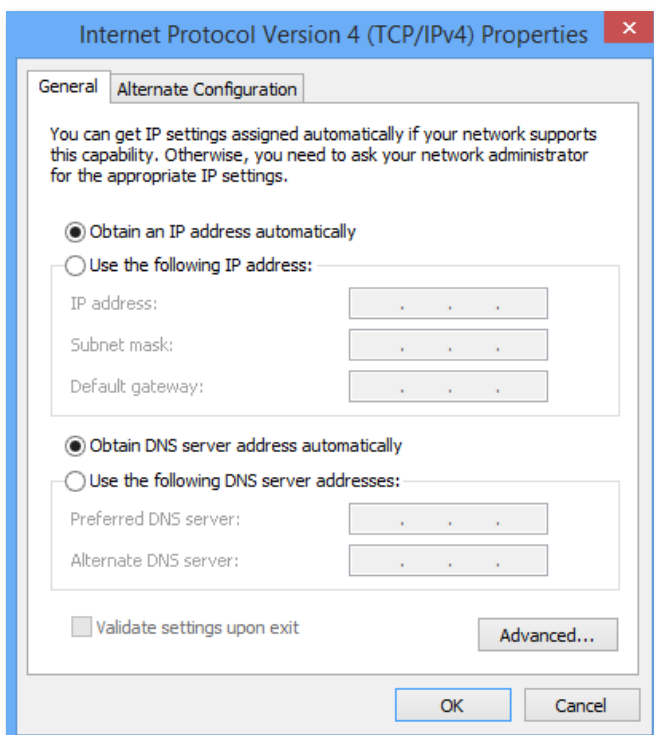 Internet Protocol Version 4 (TCP/IPv4) Properties
General
Alternate Configuration
You can get IP settings assigned automatically if your network supports
this capability. Otherwise, you need to ask your network administrator
for the appropriate IP settings.
Obtain an IP address automatically
Use the following IP address:
IP address:
Subnet mask:
Default gateway:
Obtain DNS server address automatically
Use the following DNS server addresses:
Preferred DNS server:
Alternate DNS server:
Validate settings upon exit
Advanced...
OK
Cancel